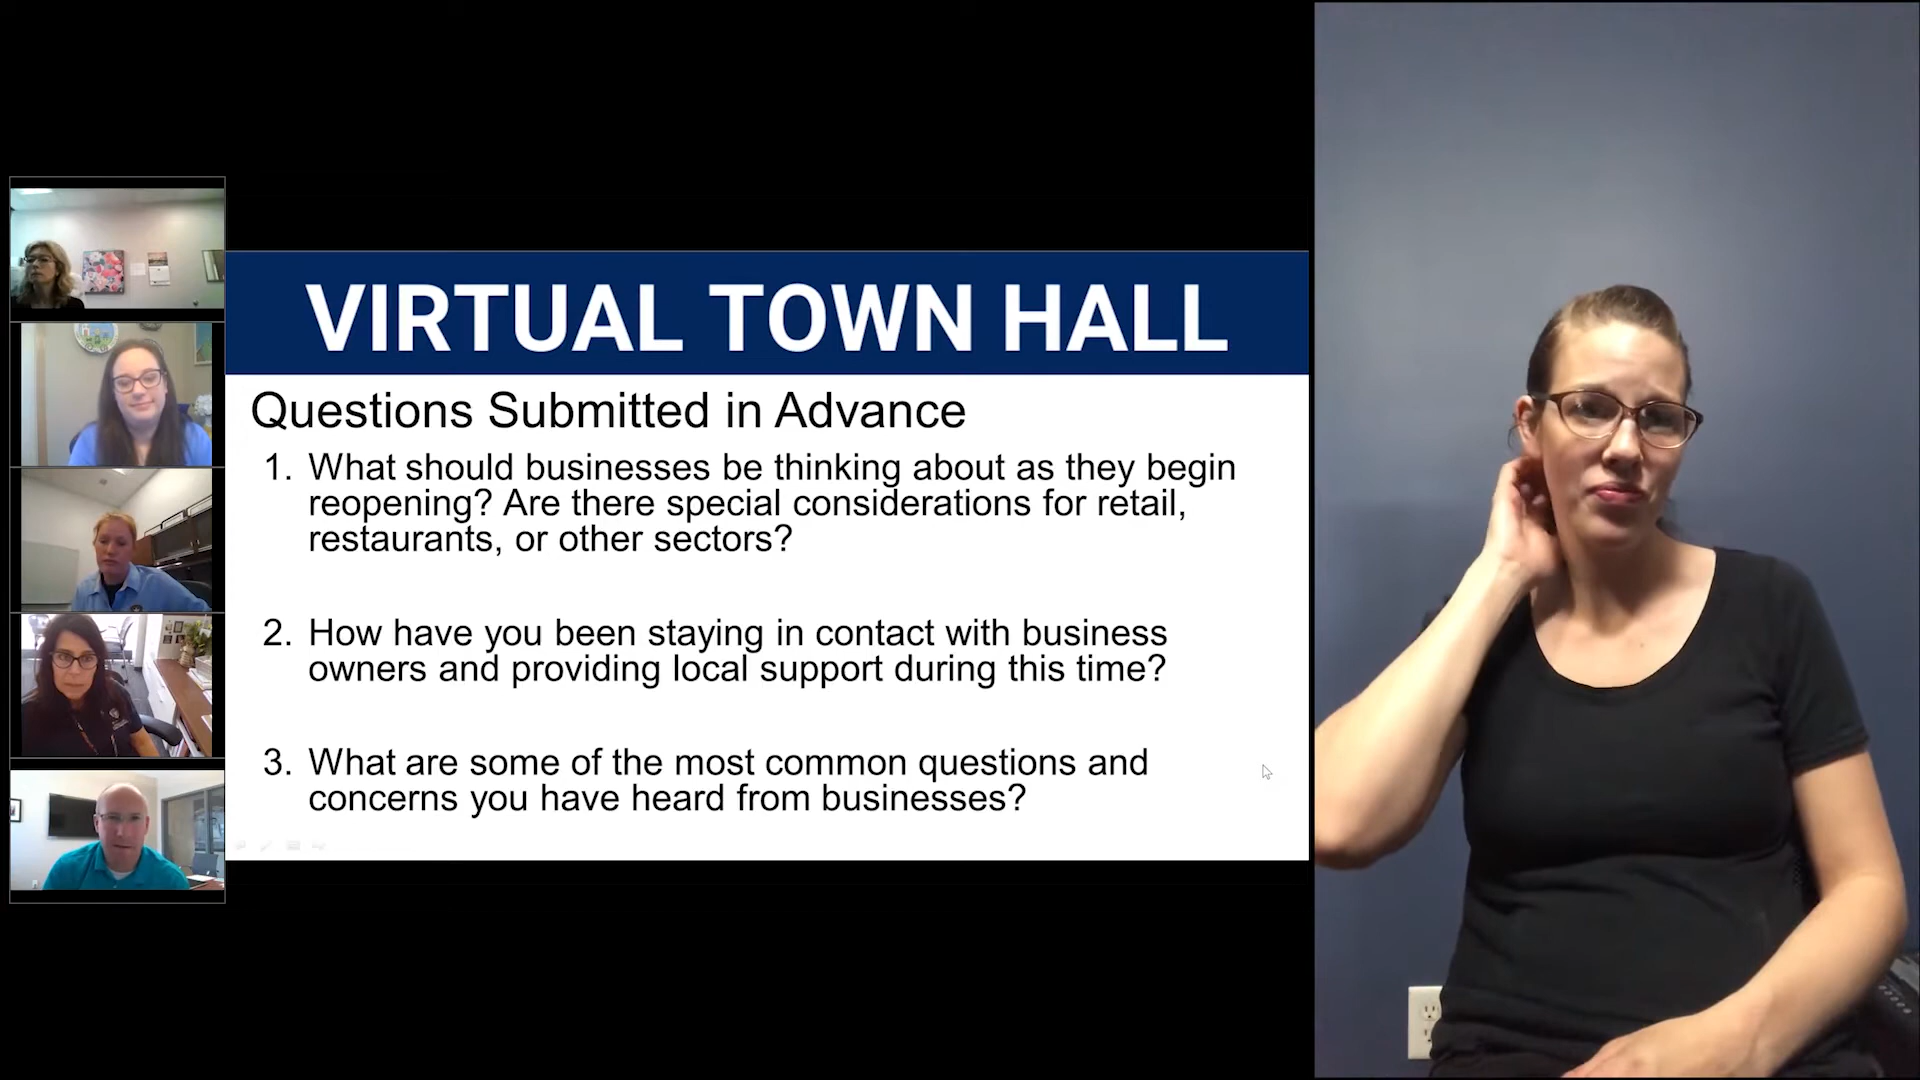 VIRTUAL TOWN HALL
Questions Submitted in Advance
1. What should businesses be thinking about as they begin
reopening? Are there special considerations for retail,
restaurants, or other sectors?
2. How have you been staying in contact with business
owners and providing local support during this time?
3. What are some of the most common questions and
concerns you have heard from businesses?